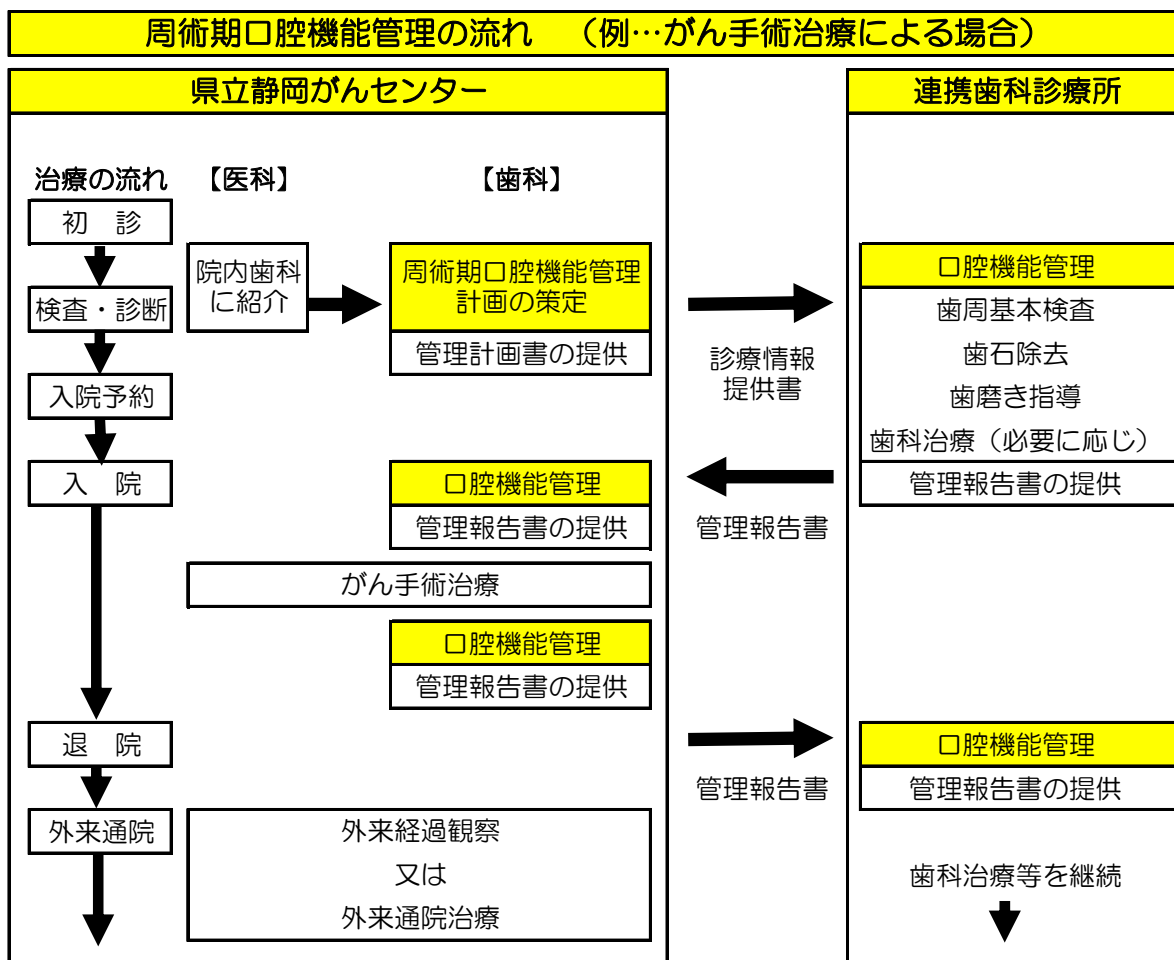 周術期口腔機能管理の流れ　（例…がん手術治療による場合）
県立静岡がんセンター
連携歯科診療所
治療の流れ
【医科】
【歯科】
初　診
検査・診断
入院予約
入　院
退　院
外来通院
院内歯科
に紹介
周術期口腔機能管理
計画の策定
管理計画書の提供
診療情報
提供書
口腔機能管理
歯周基本検査
歯石除去
歯磨き指導
歯科治療（必要に応じ）
管理報告書の提供
管理報告書
口腔機能管理
管理報告書の提供
がん手術治療
口腔機能管理
管理報告書の提供
管理報告書
口腔機能管理
管理報告書の提供
外来経過観察
又は
外来通院治療
歯科治療等を継続